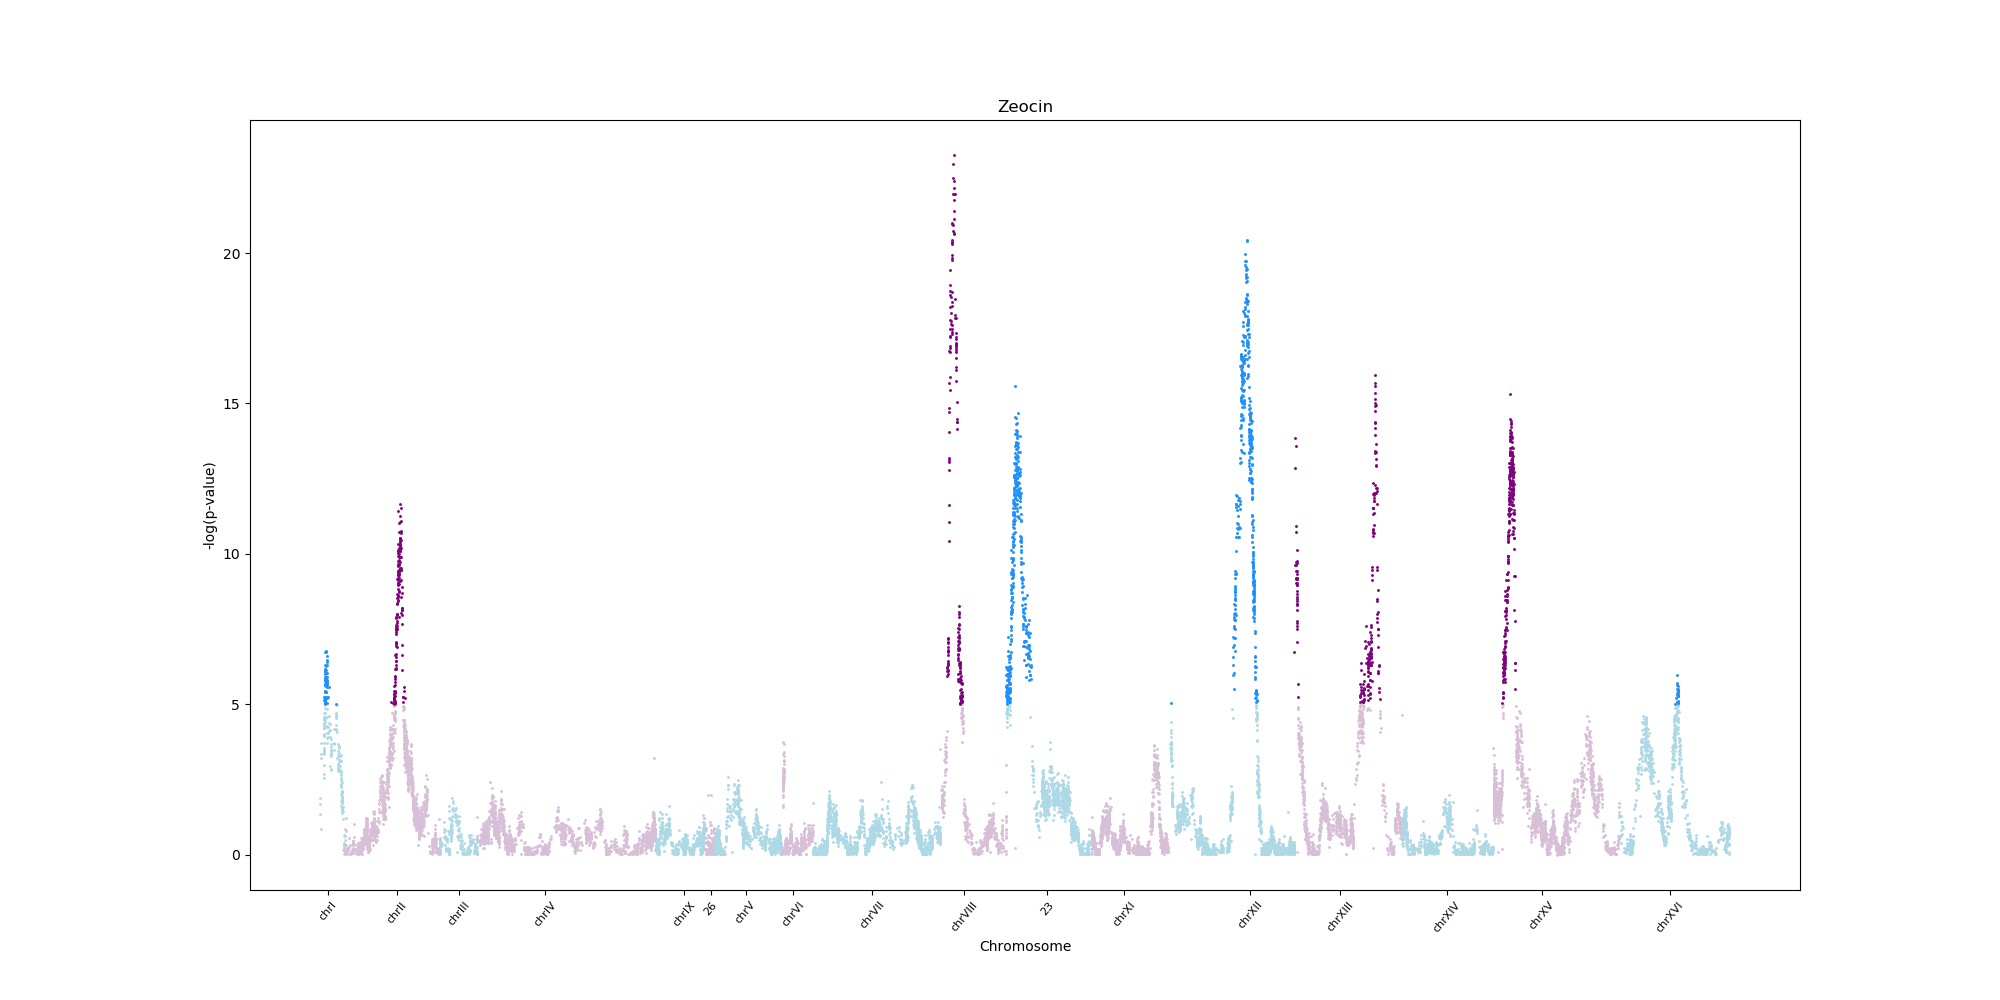 Zeocin
-log(p-value)
20
15
10
5
0
chrI chrII chrIII chrIV chrIX 26 chrV chrVI chrVII chrVIII 23 chrXI chrXII chrXIII chrXIV chrXV chrXVI
Chromosome